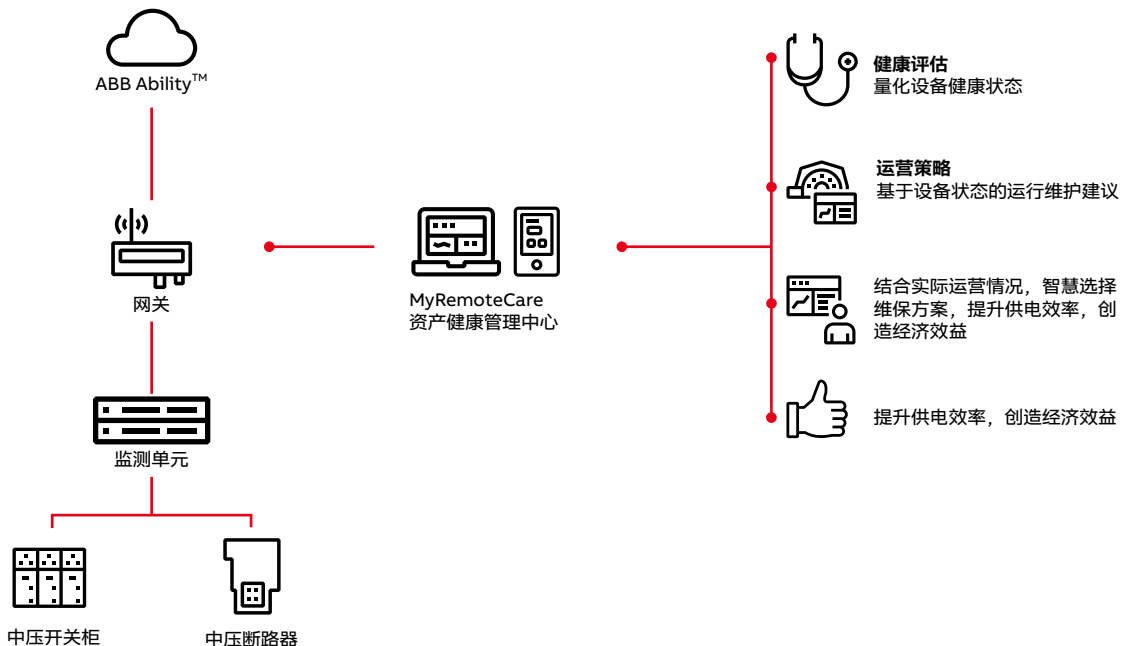 ABB Ability™
网关
监测单元
中压开关柜
中压断路器
MyRemoteCare
资产健康管理中心
健康评估
量化设备健康状态
运营策略
基于设备状态的运行维护建议
结合实际运营情况，智慧选择
维保方案，提升供电效率，创
造经济效益
提升供电效率，创造经济效益